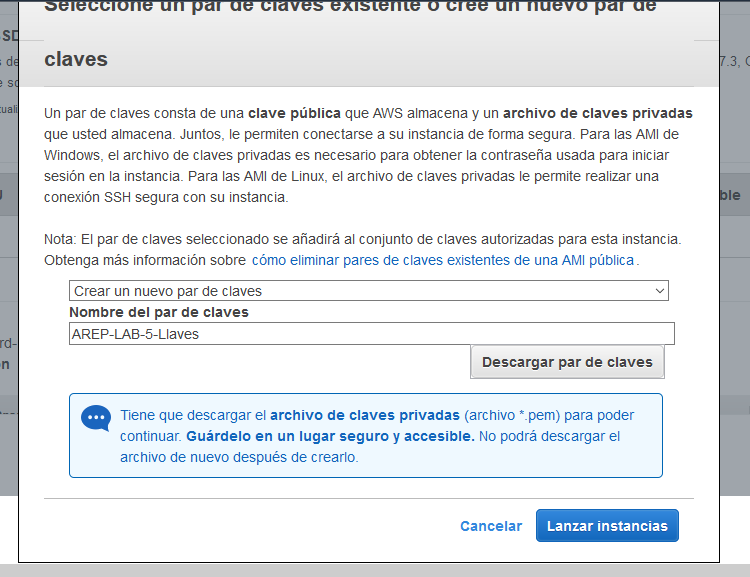 Seleccione un par de claves existente o cree un nuevo par de
claves
Un par de claves consta de una clave pública que AWS almacena y un archivo de claves privadas
que usted almacena. Juntos, le permiten conectarse a su instancia de forma segura. Para las AMI de
Windows, el archivo de claves privadas es necesario para obtener la contraseña usada para iniciar
sesión en la instancia. Para las AMI de Linux, el archivo de claves privadas le permite realizar una
conexión SSH segura con su instancia.
Nota: El par de claves seleccionado se añadirá al conjunto de claves autorizadas para esta instancia.
Obtenga más información sobre cómo eliminar pares de claves existentes de una AMI pública.
Crear un nuevo par de claves
Nombre del par de claves
AREP-LAB-5-Llaves
Descargar par de claves
Tiene que descargar el archivo de claves privadas (archivo *.pem) para poder
continuar. Guárdelo en un lugar seguro y accesible. No podrá descargar el
archivo de nuevo después de crearlo.
Cancelar
Lanzar instancias